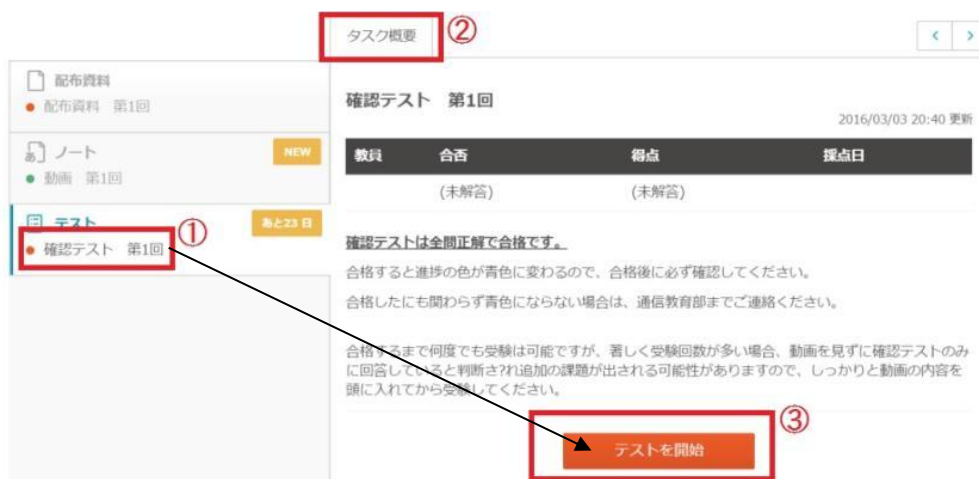 タスク概要
②
<
>
配布資料
配布資料 第1回
あ
ノート
NEW
動画 第1回
テスト
あと23 日
確認テスト 第1回
①
確認テスト 第1回
2016/03/03 20:40 更新
教員 合否 得点 採点日
(未解答) (未解答)
確認テストは全問正解で合格です。
合格すると進捗の色が青色に変わるので、合格後に必ず確認してください。
合格したにも関わらず青色にならない場合は、通信教育部までご連絡ください。
合格するまで何度でも受験は可能ですが、著しく受験回数が多い場合、動画を見ずに確認テストのみ
に回答していると判断さ?れ追加の課題が出される可能性がありますので、しっかりと動画の内容を
頭に入れてから受験してください。
③
テストを開始